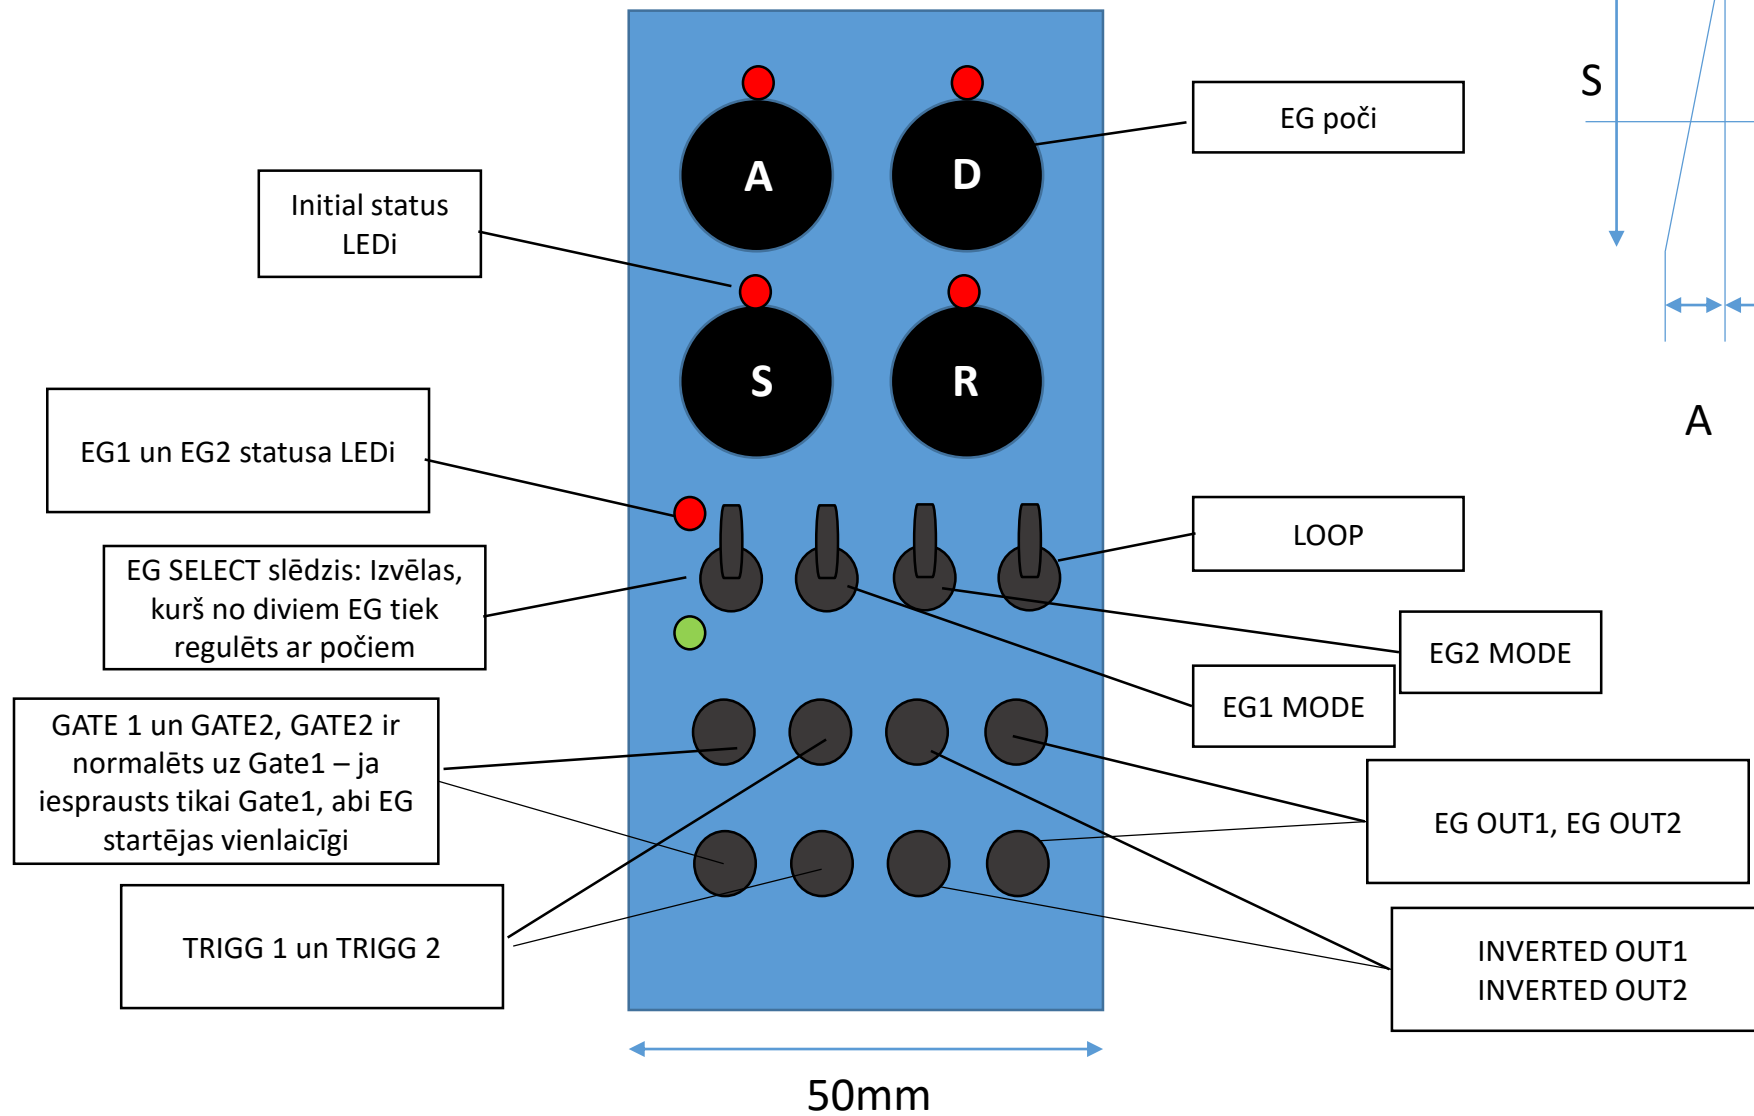 A
D
S
R
EG poči
S
A
Initial status
LEDi
EG1 un EG2 statusa LEDi
EG SELECT slēdzis: Izvēlas,
kurš no diviem EG tiek
regulēts ar počiem
LOOP
EG2 MODE
EG1 MODE
GATE 1 un GATE2, GATE2 ir
normalēts uz Gate1 – ja
iesprausts tikai Gate1, abi EG
startējas vienlaicīgi
EG OUT1, EG OUT2
TRIGG 1 un TRIGG 2
INVERTED OUT1
INVERTED OUT2
50mm